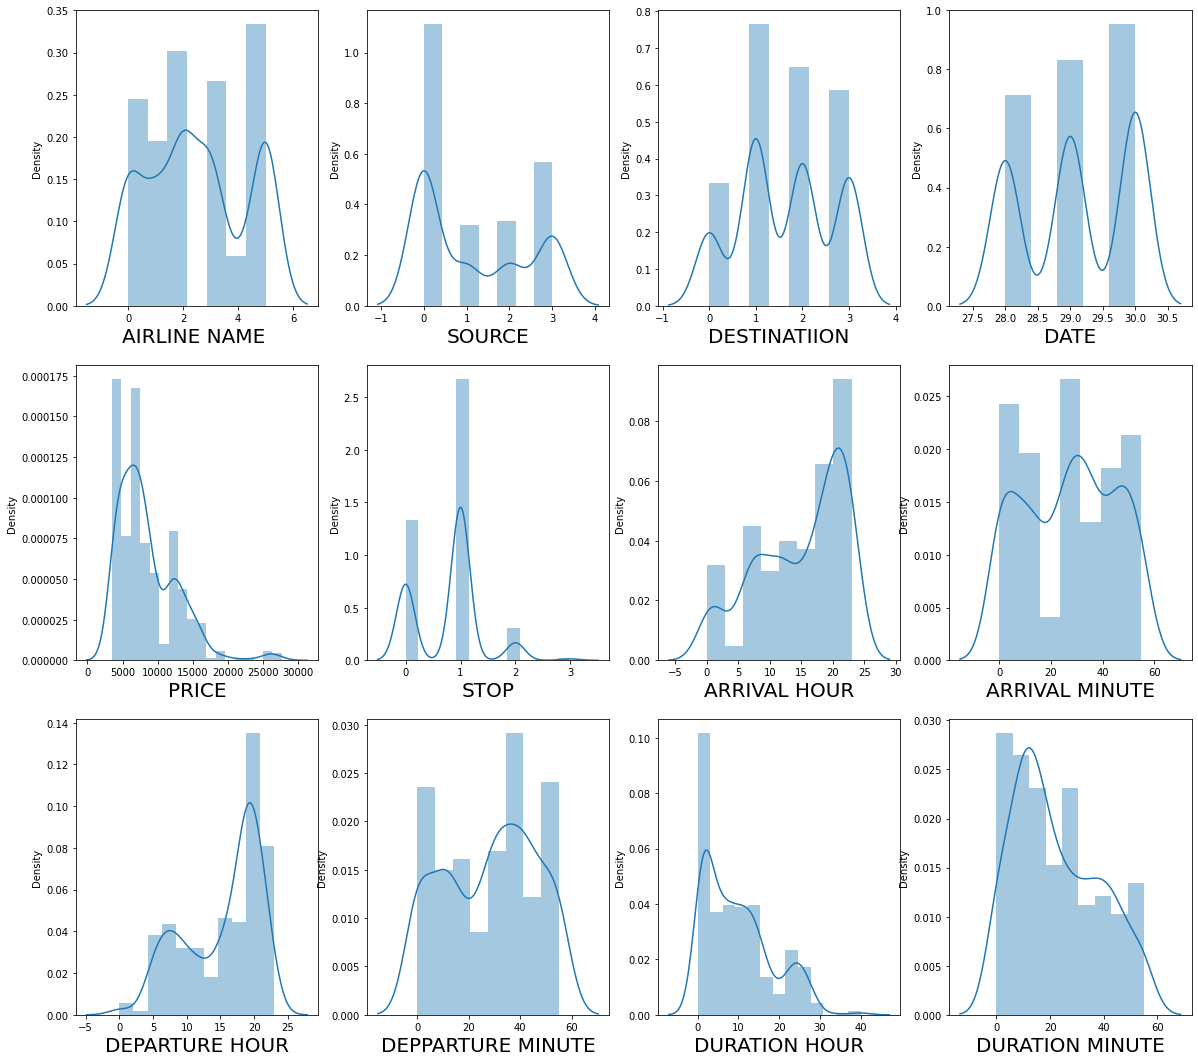 0.35
0.30
0.25
0.20
0.15
0.10
0.05
0.00
Density
0 2 4 6
AIRLINE NAME
1.0
0.8
0.6
0.4
0.2
0.0
Density
−1 0 1 2 3 4
SOURCE
0.8
0.7
0.6
0.5
0.4
0.3
0.2
0.1
0.0
Density
−1 0 1 2 3 4
DESTINATIION
1.0
0.8
0.6
0.4
0.2
0.0
Density
27.5 28.0 28.5 29.0 29.5 30.0 30.5
DATE
0.000175
0.000150
0.000125
0.000100
0.000075
0.000050
0.000025
0.000000
Density
0 5000 10000 15000 20000 25000 30000
PRICE
2.5
2.0
1.5
1.0
0.5
0.0
Density
0 1 2 3
STOP
0.08
0.06
0.04
0.02
0.00
Density
−5 0 5 10 15 20 25 30
ARRIVAL HOUR
0.025
0.020
0.015
0.010
0.005
0.000
Density
0 20 40 60
ARRIVAL MINUTE
0.14
0.12
0.10
0.08
0.06
0.04
0.02
0.00
Density
−5 0 5 10 15 20 25
DEPARTURE HOUR
0.030
0.025
0.020
0.015
0.010
0.005
0.000
Density
0 20 40 60
DEPPARTURE MINUTE
0.10
0.08
0.06
0.04
0.02
0.00
Density
0 10 20 30 40
DURATION HOUR
0.030
0.025
0.020
0.015
0.010
0.005
0.000
Density
0 20 40 60
DURATION MINUTE